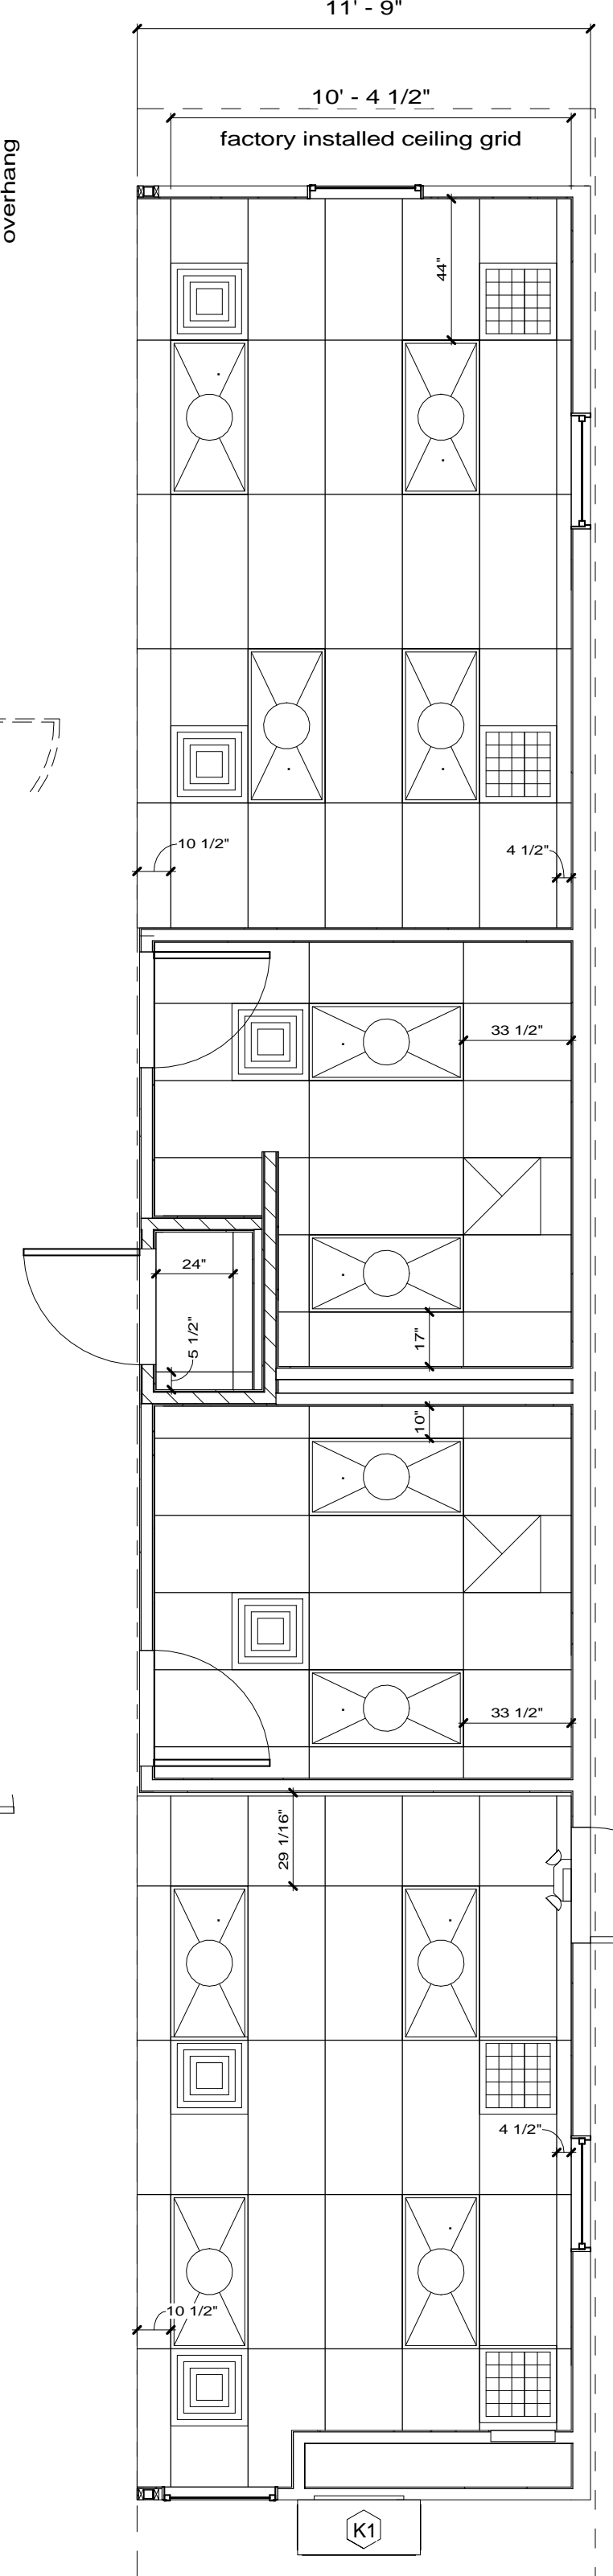 11' - 9"
10' - 4 1/2"
factory installed ceiling grid
overhang
44"
10 1/2"
4 1/2"
33 1/2"
24"
5 1/2"
17"
10"
33 1/2"
29 1/16"
4 1/2"
10 1/2"
K1